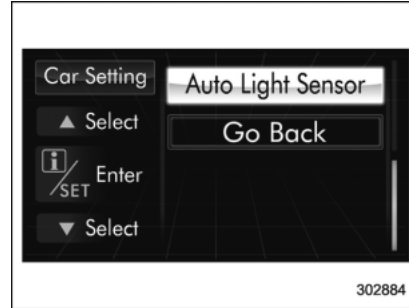 Car Setting
Auto Light Sensor
▲ Select
Go Back
i/SET Enter
▼ Select
302884